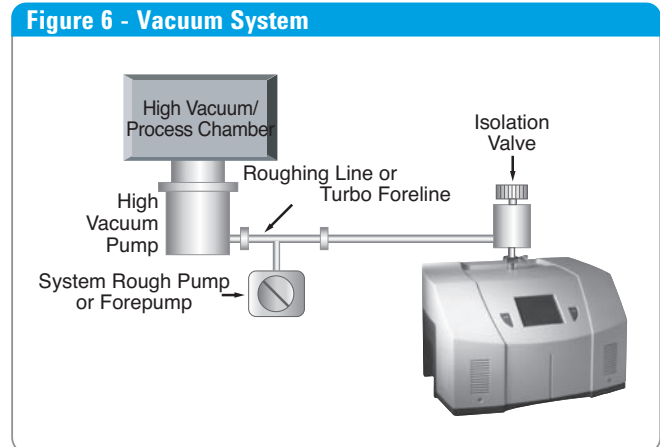 Figure 6 - Vacuum System
High Vacuum/
Process Chamber
Isolation
Valve
Roughing Line or
Turbo Foreline
High
Vacuum
Pump
System Rough Pump
or Forepump